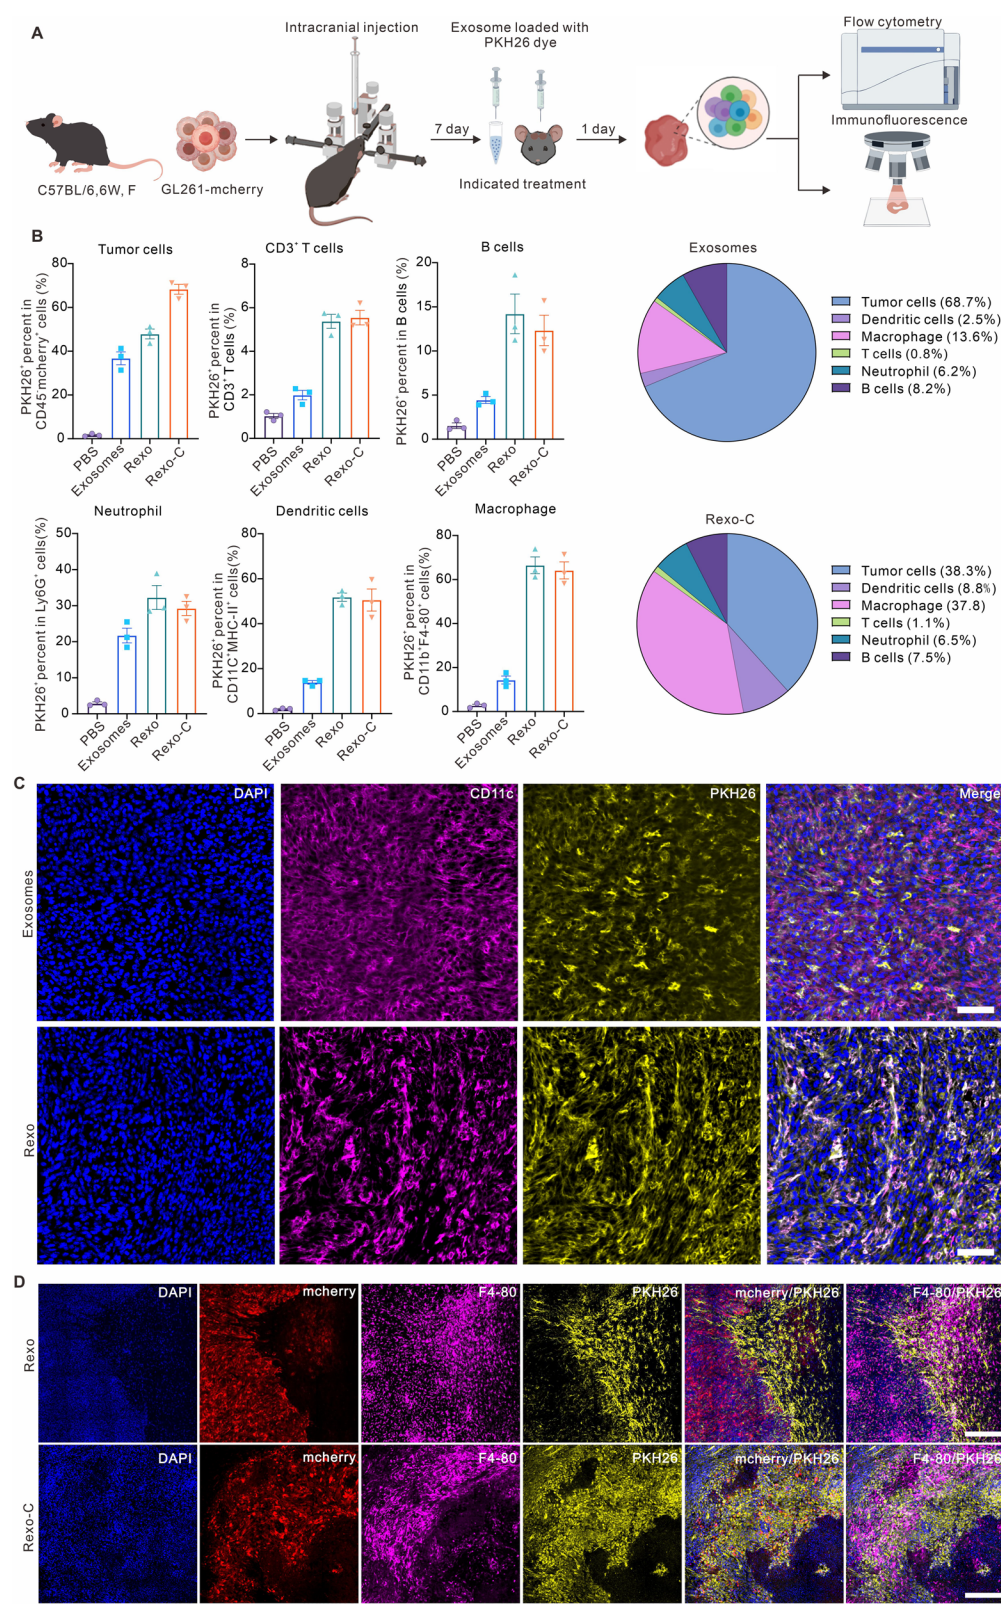 A
Intracranial injection
Exosome loaded with
PKH26 dye
Flow cytometry
7 day
1 day
Immunofluorescence
C57BL/6,6W, F
GL261-mcherry
Indicated treatment
B
Tumor cells
PKH26⁺percent in
CD45⁻mcherry⁺ cells (%)
80
60
40
20
0
PBS
Exosomes
Rexo
Rexo-C
CD3⁺ T cells
PKH26⁺percent in
CD3⁺ T cells (%)
8
6
4
2
0
PBS
Exosomes
Rexo
Rexo-C
B cells
PKH26⁺ percent in B cells (%)
20
15
10
5
0
PBS
Exosomes
Rexo
Rexo-C
Exosomes
Tumor cells (68.7%)
Dendritic cells (2.5%)
Macrophage (13.6%)
T cells (0.8%)
Neutrophil (6.2%)
B cells (8.2%)
Neutrophil
PKH26⁺ percent in Ly6G⁺ cells(%)
50
40
30
20
10
0
PBS
Exosomes
Rexo
Rexo-C
Dendritic cells
PKH26⁺percent in
CD11C⁺MHC-II⁺ cells(%)
80
60
40
20
0
PBS
Exosomes
Rexo
Rexo-C
Macrophage
PKH26⁺ percent in
CD11b⁺F4-80⁺ cells(%)
80
60
40
20
0
PBS
Exosomes
Rexo
Rexo-C
Rexo-C
Tumor cells (38.3%)
Dendritic cells (8.8%)
Macrophage (37.8)
T cells (1.1%)
Neutrophil (6.5%)
B cells (7.5%)
C
DAPI
CD11c
PKH26
Merge
Exosomes
Rexo
D
DAPI
mcherry
F4-80
PKH26
mcherry/PKH26
F4-80/PKH26
Rexo
DAPI
mcherry
F4-80
PKH26
mcherry/PKH26
F4-80/PKH26
Rexo-C